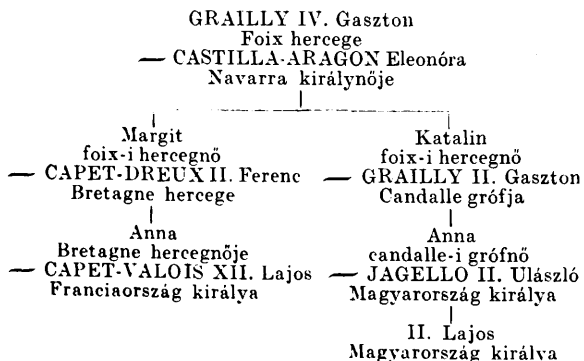 GRAILLY IV. Gaszton
Foix hercege
— CASTILLA-ARAGON Eleonóra
Navarra királynője
Margit
foix-i hercegnő
— CAPET-DREUX II. Ferenc
Bretagne hercege
Anna
Bretagne hercegnője
— CAPET-VALOIS XII. Lajos
Franciaország királya
Katalin
foix-i hercegnő
— GRAILLY II. Gaszton
Candalle grófja
Anna
candalle-i grófnő
— JAGELLO II. Ulászló
Magyarország királya
II. Lajos
Magyarország királya